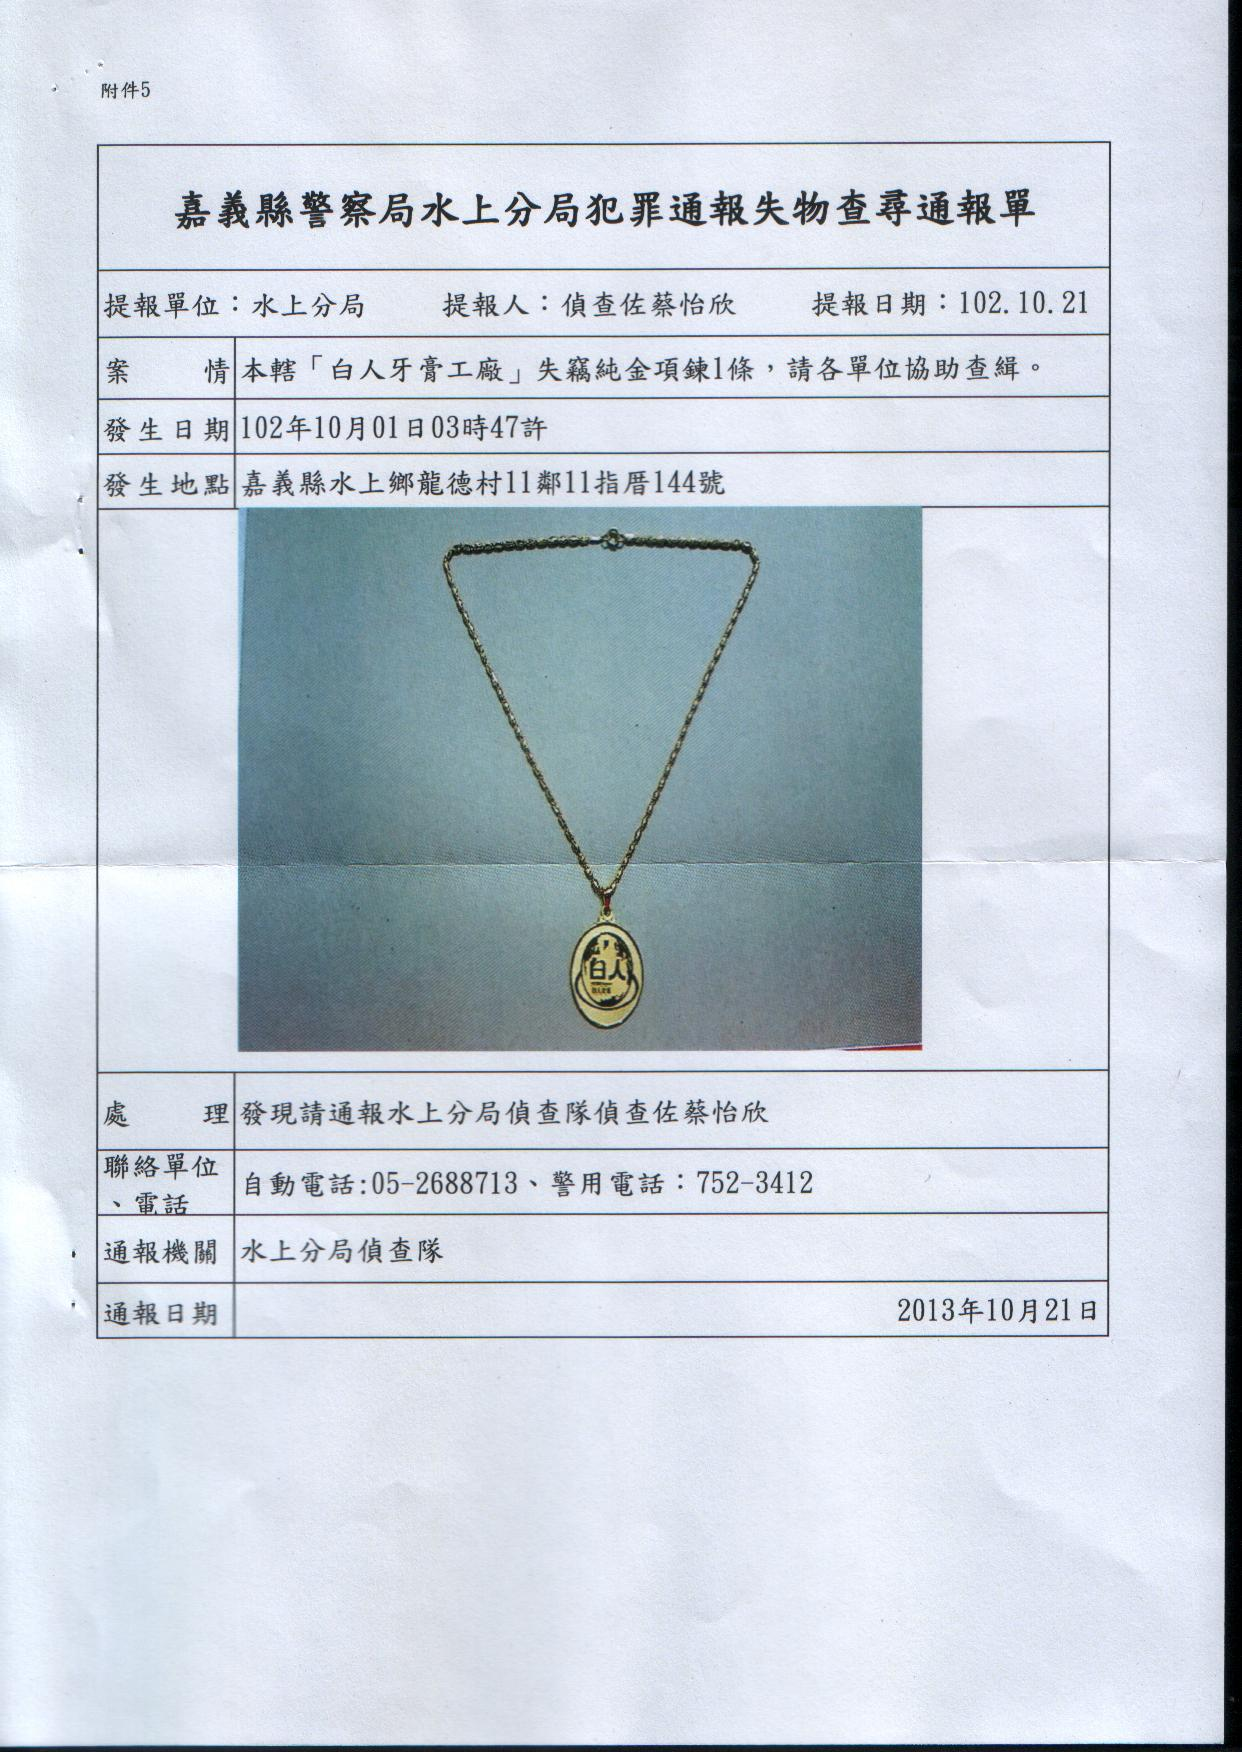 附件5
嘉義縣警察局水上分局犯罪通報失物查尋通報單
提報單位：水上分局 提報人：偵查佐蔡怡欣 提報日期：102.10.21
案情 本轄「白人牙膏工廠」失竊純金項鍊1條，請各單位協助查緝。
發生日期 102年10月01日03時47許
發生地點 嘉義縣水上鄉龍德村11鄰11指厝144號
白人
處理 發現請通報水上分局偵查隊偵查佐蔡怡欣
聯絡單位
、電話 自動電話:05-2688713、警用電話：752-3412
通報機關 水上分局偵查隊
通報日期 2013年10月21日